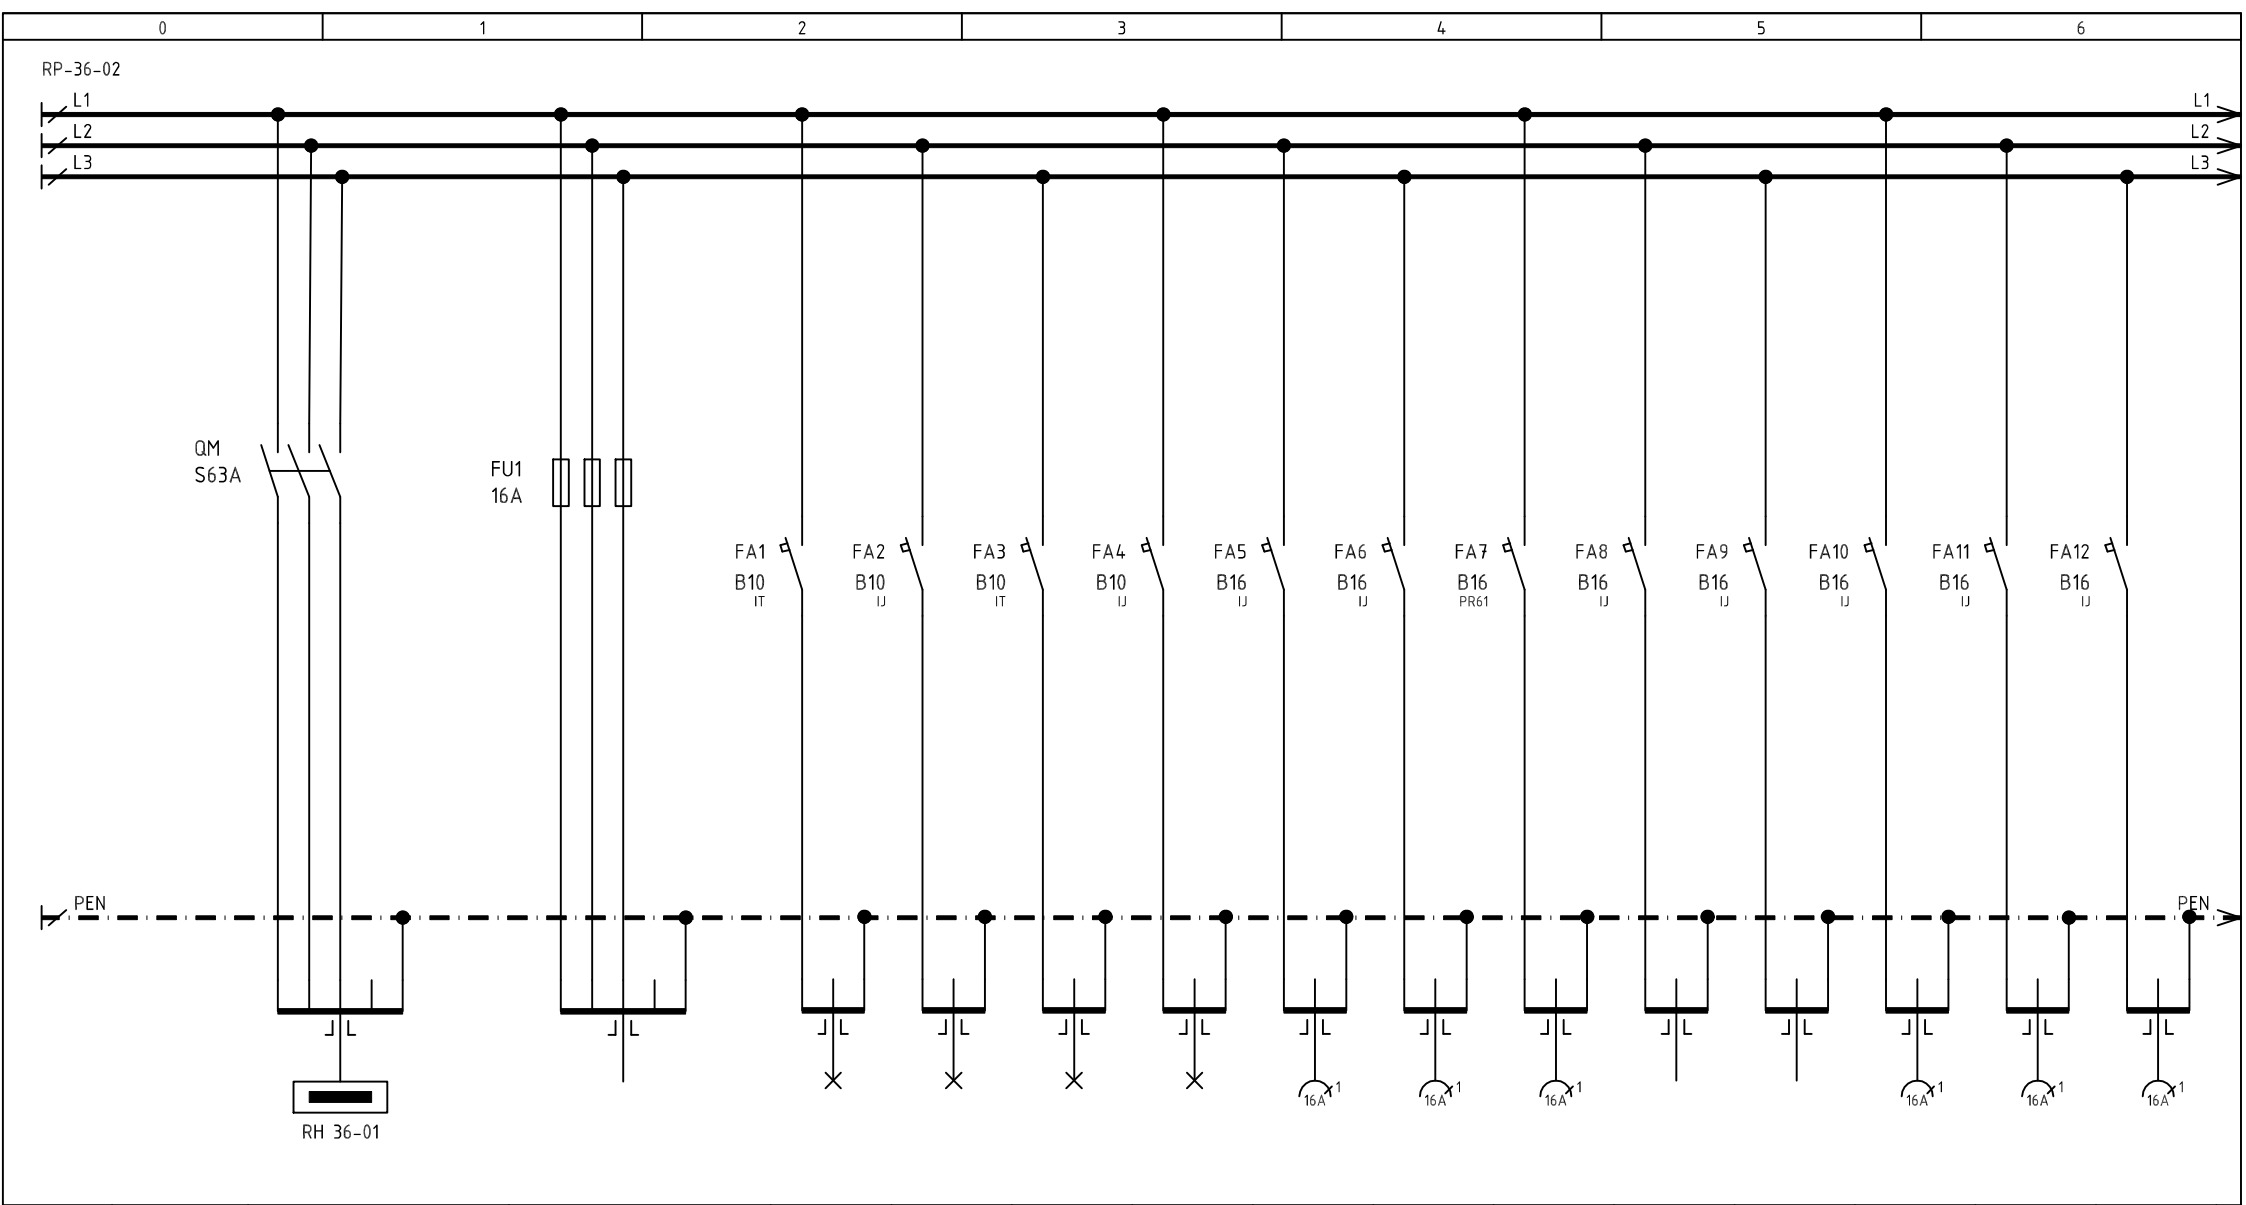 0 1 2 3 4 5 6
RP-36-02
L1 L1
L2 L2
L3 L3
QM
S63A
FU1
16A
FA1 FA2 FA3 FA4 FA5 FA6 FA7 FA8 FA9 FA10 FA11 FA12
B10 B10 B10 B10 B16 B16 B16 B16 B16 B16 B16 B16
IT IJ IT IJ IJ IJ PR61 IJ IJ IJ IJ IJ
PEN PEN
1 1 1 1 1 1
16A 16A 16A 16A 16A 16A
RH 36-01